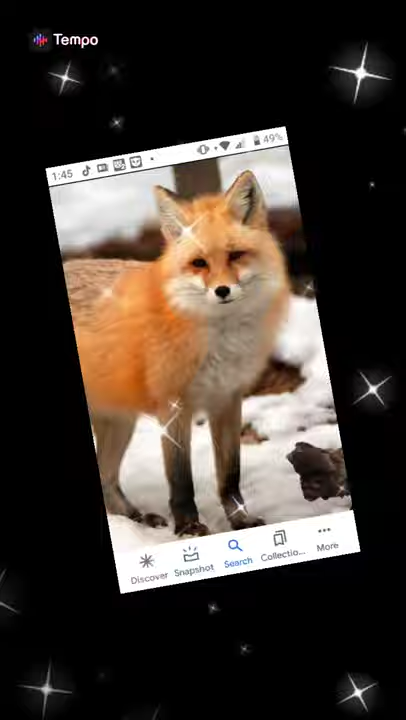 Tempo
1:45
49%
Discover
Snapshot
Search
Collectio...
More